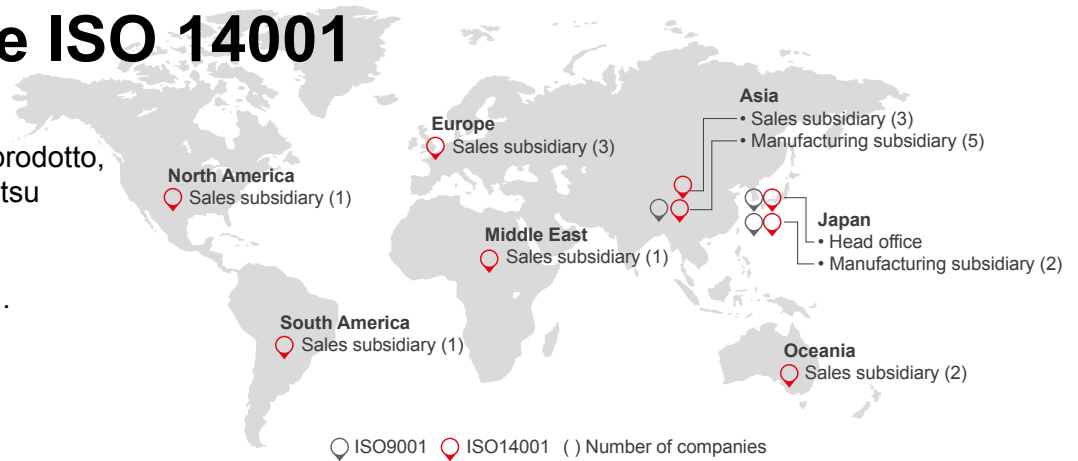 e ISO 14001
prodotto,
tsu
.
North America
Sales subsidiary (1)
Europe
Sales subsidiary (3)
Asia
• Sales subsidiary (3)
• Manufacturing subsidiary (5)
Middle East
Sales subsidiary (1)
Japan
• Head office
• Manufacturing subsidiary (2)
South America
Sales subsidiary (1)
Oceania
Sales subsidiary (2)
ISO9001 ISO14001 ( ) Number of companies